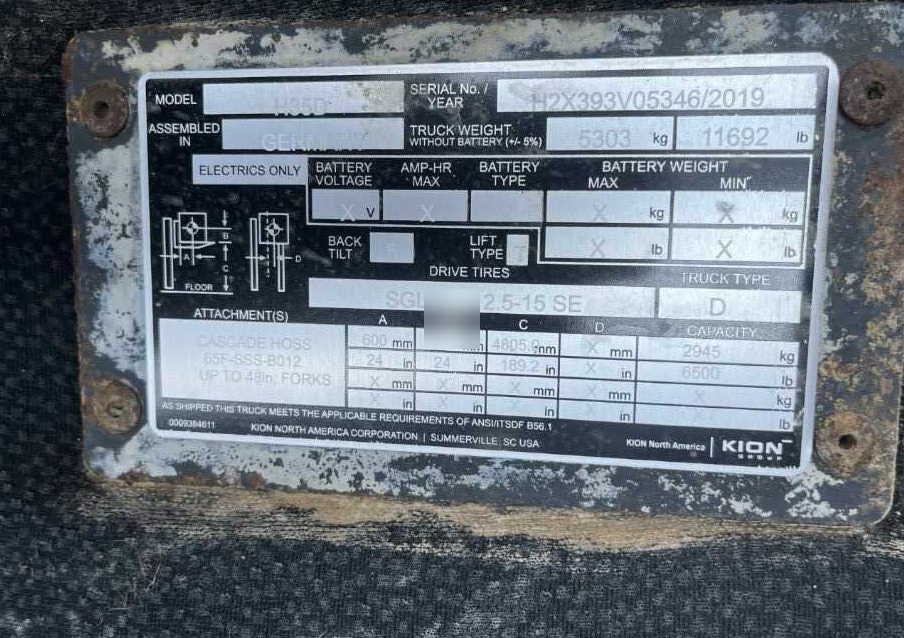 MODEL H35D SERIAL No. / YEAR H2X393V05346/2019
ASSEMBLED IN GERMANY TRUCK WEIGHT WITHOUT BATTERY (+/- 5%) 5303 kg 11692 lb
ELECTRICS ONLY BATTERY VOLTAGE AMP-HR MAX BATTERY TYPE BATTERY WEIGHT
MAX MIN
X V X X kg X kg
BACK TILT LIFT TYPE T X lb X lb
A B C D FLOOR
DRIVE TIRES TRUCK TYPE
SGL 2.5-15 SE D
ATTACHMENT(S) A C D CAPACITY
CASCADE HOSS 600 mm mm 4805.0 mm X mm 2945 kg
65F-SSS-B012 24 in 24 in 189.2 in X in 6500 lb
UP TO 48in. FORKS X mm X mm X mm X mm X kg
X in X in X in X in X lb
AS SHIPPED THIS TRUCK MEETS THE APPLICABLE REQUIREMENTS OF ANSI/ITSDF B56.1
0009384611 KION NORTH AMERICA CORPORATION | SUMMERVILLE, SC USA
KION North America | KION GROUP